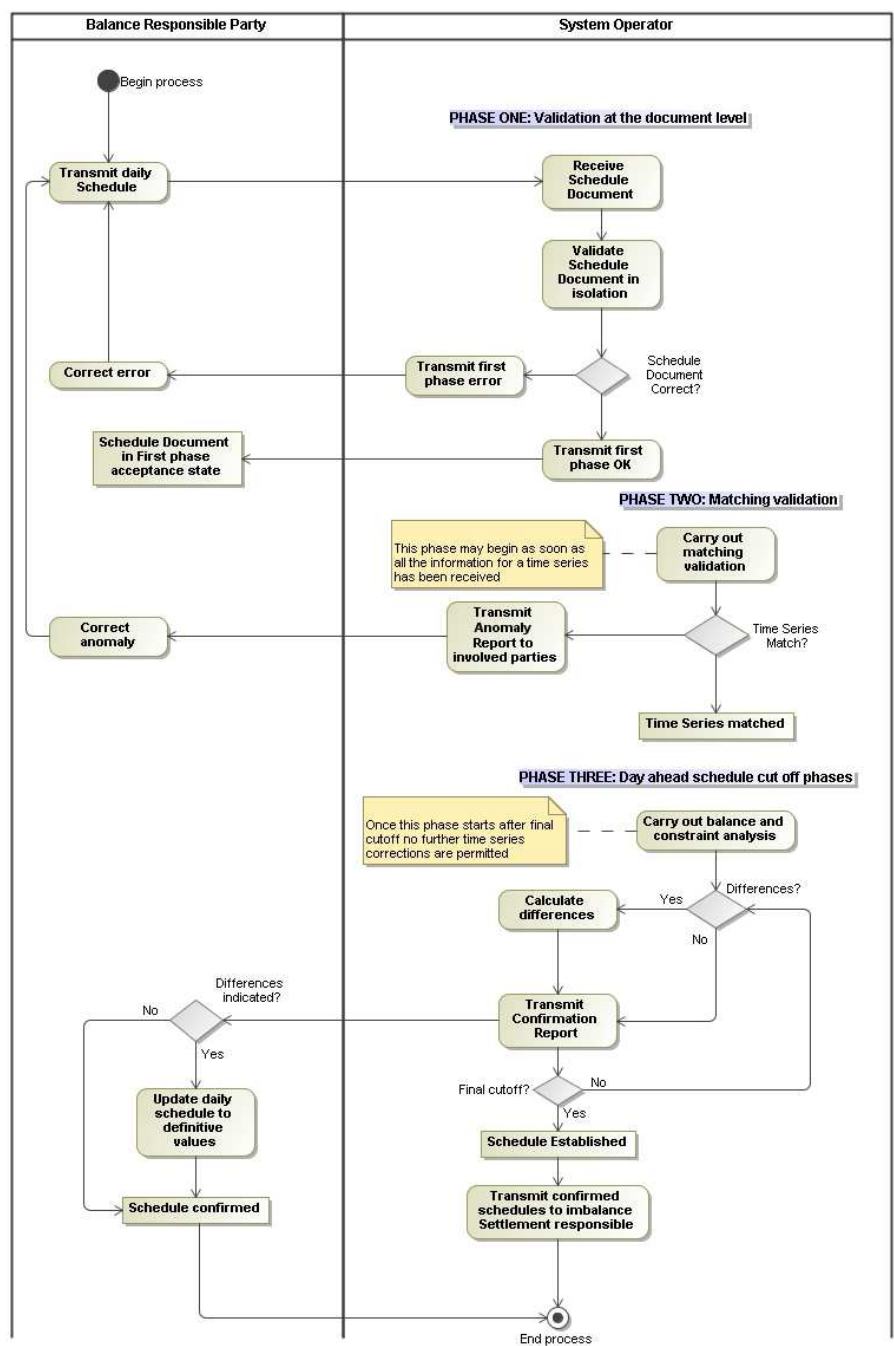 Balance Responsible Party
System Operator
Begin process
PHASE ONE: Validation at the document level
Transmit daily
Schedule
Receive
Schedule
Document
Validate
Schedule
Document in
isolation
Schedule
Document
Correct?
Transmit first
phase error
Correct error
Schedule Document
in First phase
acceptance state
Transmit first
phase OK
PHASE TWO: Matching validation
This phase may begin as soon as
all the information for a time series
has been received
Carry out
matching
validation
Correct
anomaly
Transmit
Anomaly
Report to
involved parties
Time Series
Match?
Time Series matched
PHASE THREE: Day ahead schedule cut off phases
Once this phase starts after final
cutoff no further time series
corrections are permitted
Carry out balance and
constraint analysis
Differences?
Yes
Calculate
differences
No
Differences
indicated?
No
Transmit
Confirmation
Report
Yes
Final cutoff?
No
Yes
Update daily
schedule to
definitive
values
Schedule Established
Schedule confirmed
Transmit confirmed
schedules to imbalance
Settlement responsible
End process